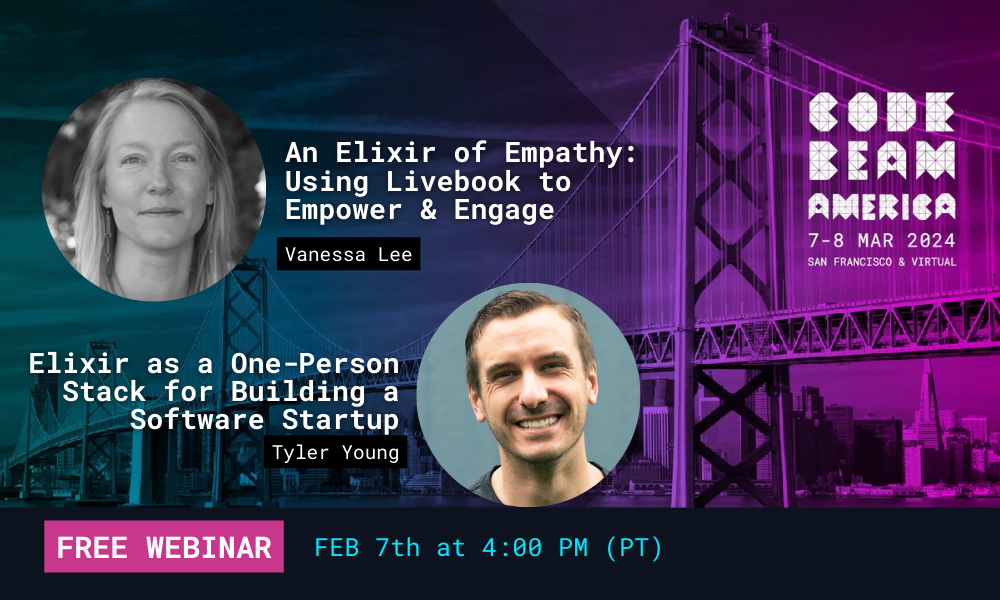 An Elixir of Empathy:
Using Livebook to
Empower & Engage
Vanessa Lee
CODE
BEAM
AMERICA
7-8 MAR 2024
SAN FRANCISCO & VIRTUAL
Elixir as a One-Person
Stack for Building a
Software Startup
Tyler Young
FREE WEBINAR
FEB 7th at 4:00 PM (PT)